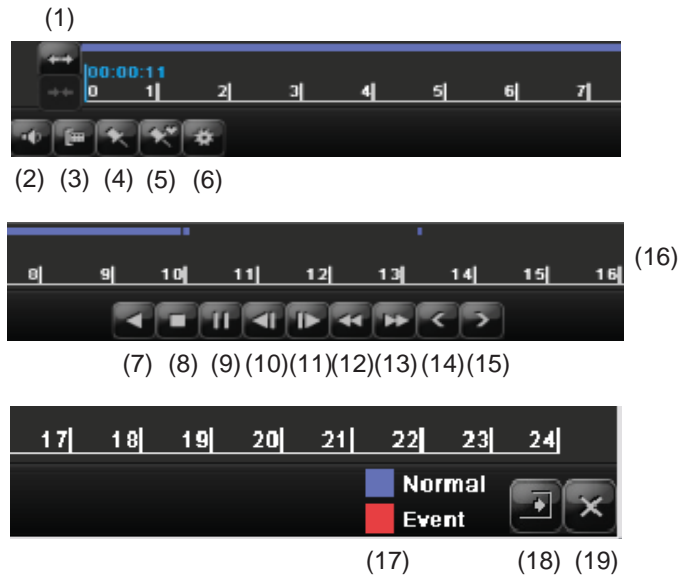 (1)
00:00:11
0 1 2 3 4 5 6 7
(2) (3) (4) (5) (6)
8 9 10 11 12 13 14 15 16
(16)
(7) (8) (9) (10)(11)(12)(13)(14)(15)
17 18 19 20 21 22 23 24
Normal
Event
(17) (18) (19)